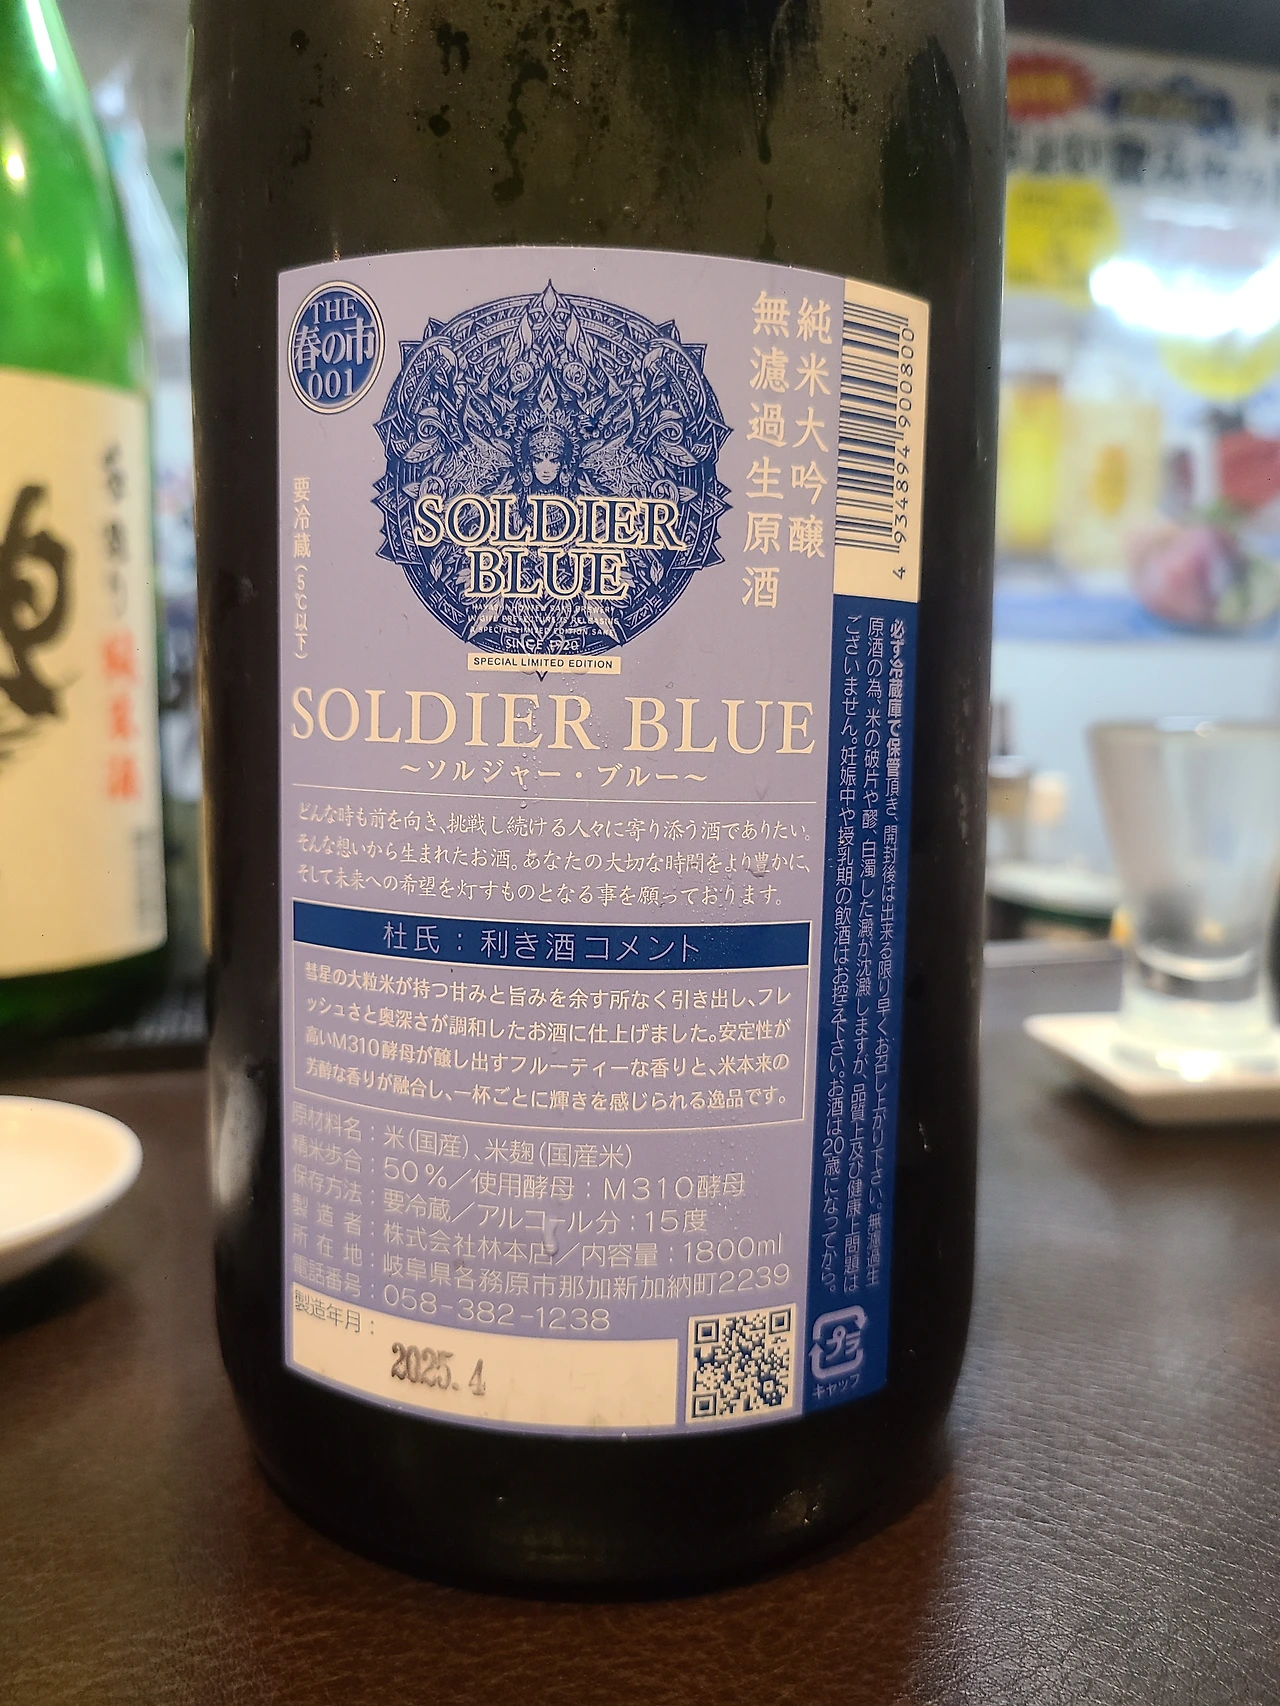 THE
春の市
001
純米大吟醸
無濾過生原酒
要冷蔵(5℃以下)
SOLDIER
BLUE
SINCE 1920
SPECIAL LIMITED EDITION
SOLDIER BLUE
～ソルジャー・ブルー～
どんな時も前を向き、挑戦し続ける人々に寄り添う酒でありたい。
そんな想いから生まれたお酒。あなたの大切な時間をより豊かに、
そして未来への希望を灯すものとなる事を願っております。
杜氏：利き酒コメント
彗星の大粒米が持つ甘みと旨みを余す所なく引き出し、フレ
ッシュさと奥深さが調和したお酒に仕上げました。安定性が
高いM310酵母が醸し出すフルーティーな香りと、米本来の
芳醇な香りが融合し、一杯ごとに輝きを感じられる逸品です。
原材料名：米(国産)、米麹(国産米)
精米歩合：50％／使用酵母：M310酵母
保存方法：要冷蔵／アルコール分：15度
製造者：株式会社林本店／内容量：1800ml
所在地：岐阜県各務原市那加新加納町2239
電話番号：058-382-1238
製造年月：
2025.4
4 934894 900800
必ず冷蔵庫で保管頂き、開封後は出来る限り早くお召し上がり下さい。無濾過生
原酒の為、米の破片や醪、白濁した澱が沈澱しますが、品質上及び健康上問題は
ございません。妊娠中や授乳期の飲酒はお控え下さい。お酒は20歳になってから。
プラ
キャップ
純米酒